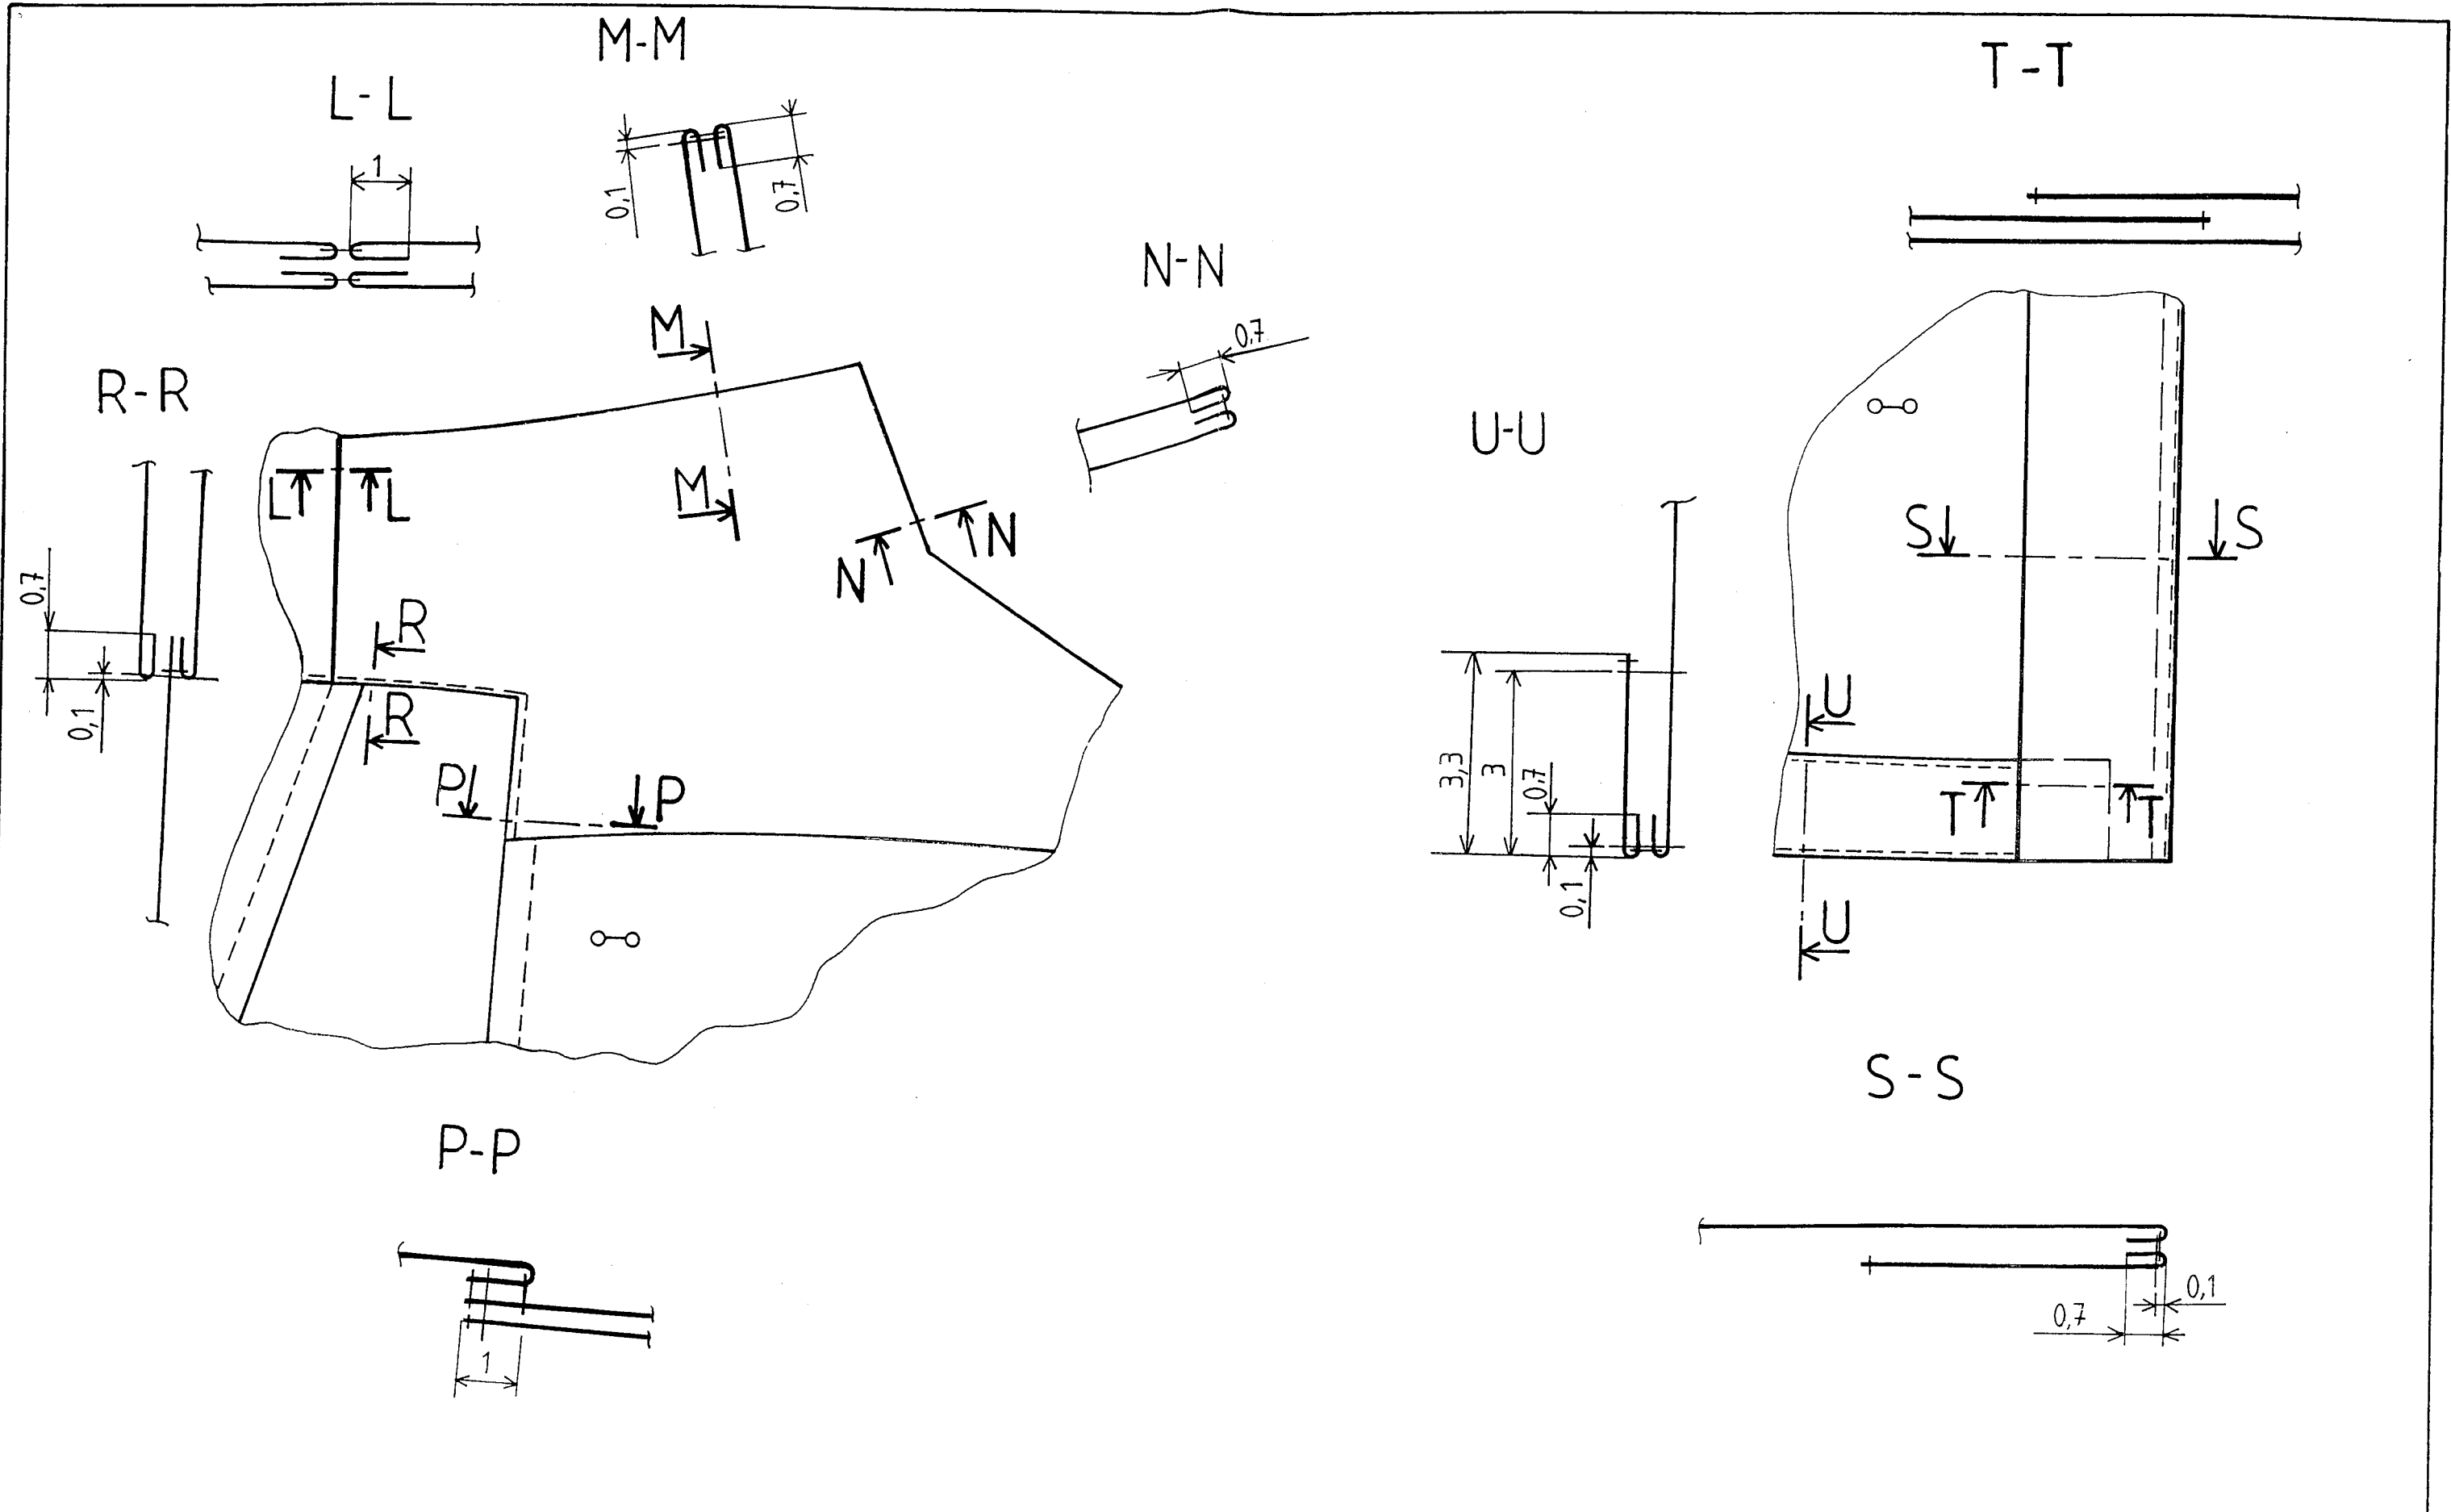 M-M
T-T
L-L
1
0,1
0,7
N-N
0,7
M
R-R
U-U
L
L
M
N
N
S
S
0,7
R
0,1
R
U
3,3
3
0,7
0,1
P
P
T
T
U
S-S
P-P
0,1
0,7
1